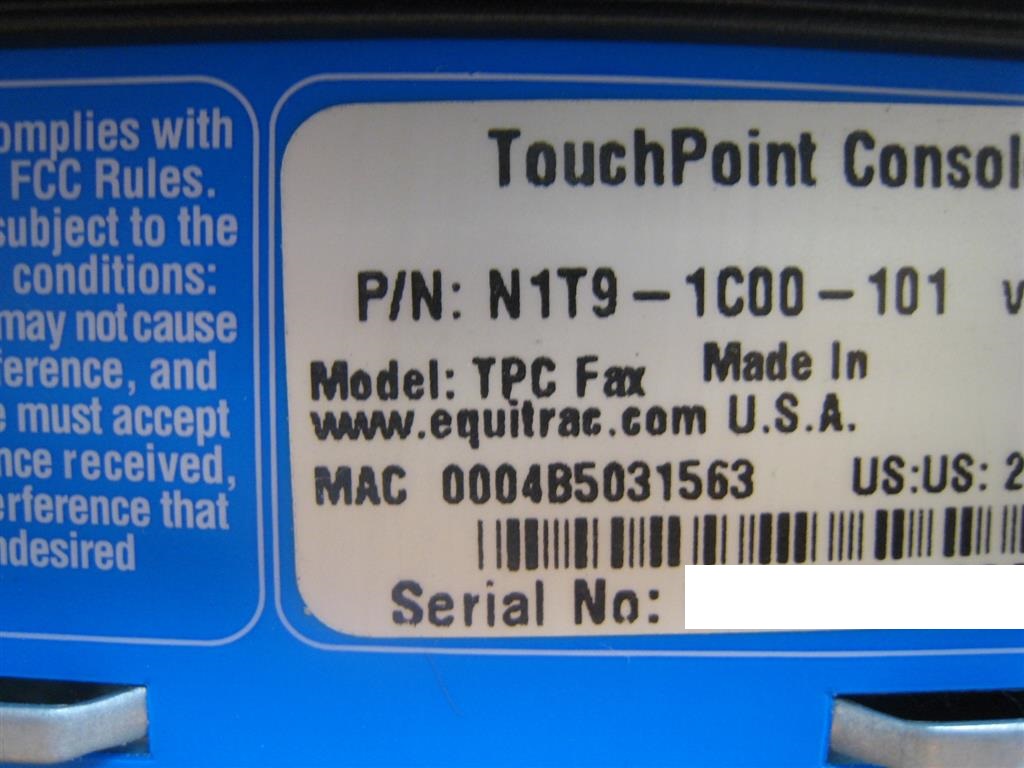 omplies with
FCC Rules.
subject to the
conditions:
may not cause
ference, and
must accept
nce received,
erference that
ndesired
TouchPoint Consol
P/N: N1T9-1C00-101 v
Model: TPC Fax Made In
www.equitrac.com U.S.A.
MAC 0004B5031563 US:US: 2
Serial No: